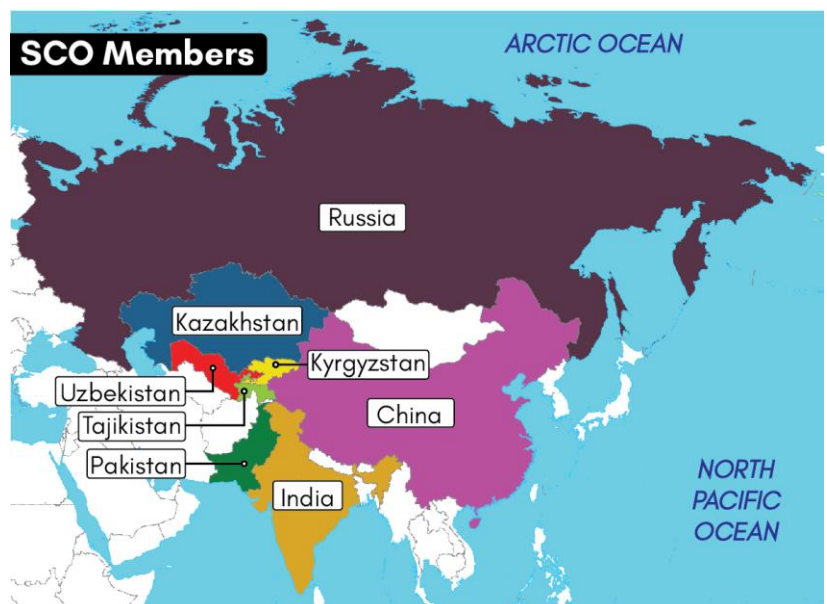 SCO Members
ARCTIC OCEAN
Russia
Kazakhstan
Kyrgyzstan
Uzbekistan
Tajikistan
China
Pakistan
India
NORTH
PACIFIC
OCEAN